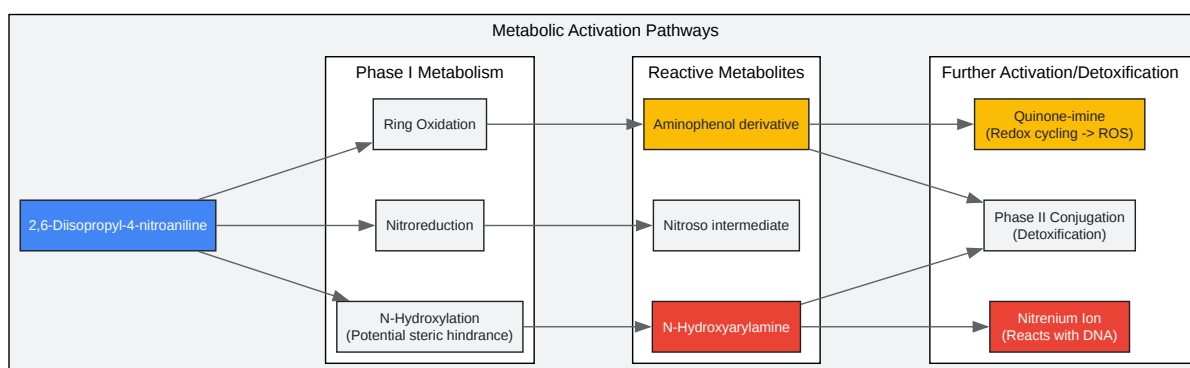 Metabolic Activation Pathways
Phase I Metabolism
Reactive Metabolites
Further Activation/Detoxification
Ring Oxidation
Aminophenol derivative
Quinone-imine
(Redox cycling -> ROS)
2,6-Diisopropyl-4-nitroaniline
Nitroreduction
Nitroso intermediate
Phase II Conjugation
(Detoxification)
N-Hydroxylation
(Potential steric hindrance)
N-Hydroxyarylamine
Nitrenium Ion
(Reacts with DNA)